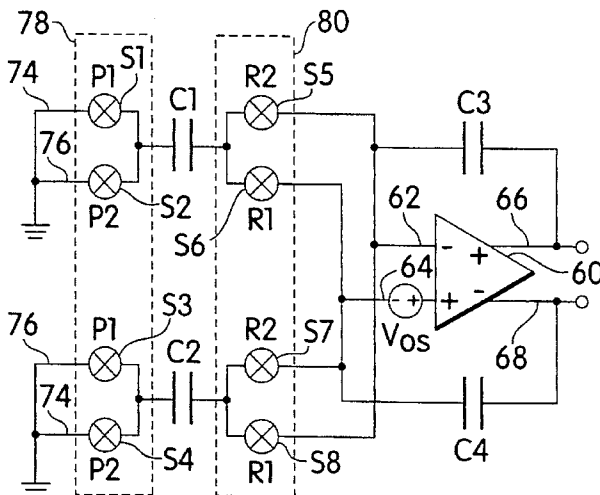 78
80
74
P1
S1
C1
R2
S5
C3
76
P2
S2
S6
R1
62
66
-
+
60
64
- +
+
-
VOS
68
76
P1
S3
C2
R2
S7
74
P2
S4
R1
S8
C4